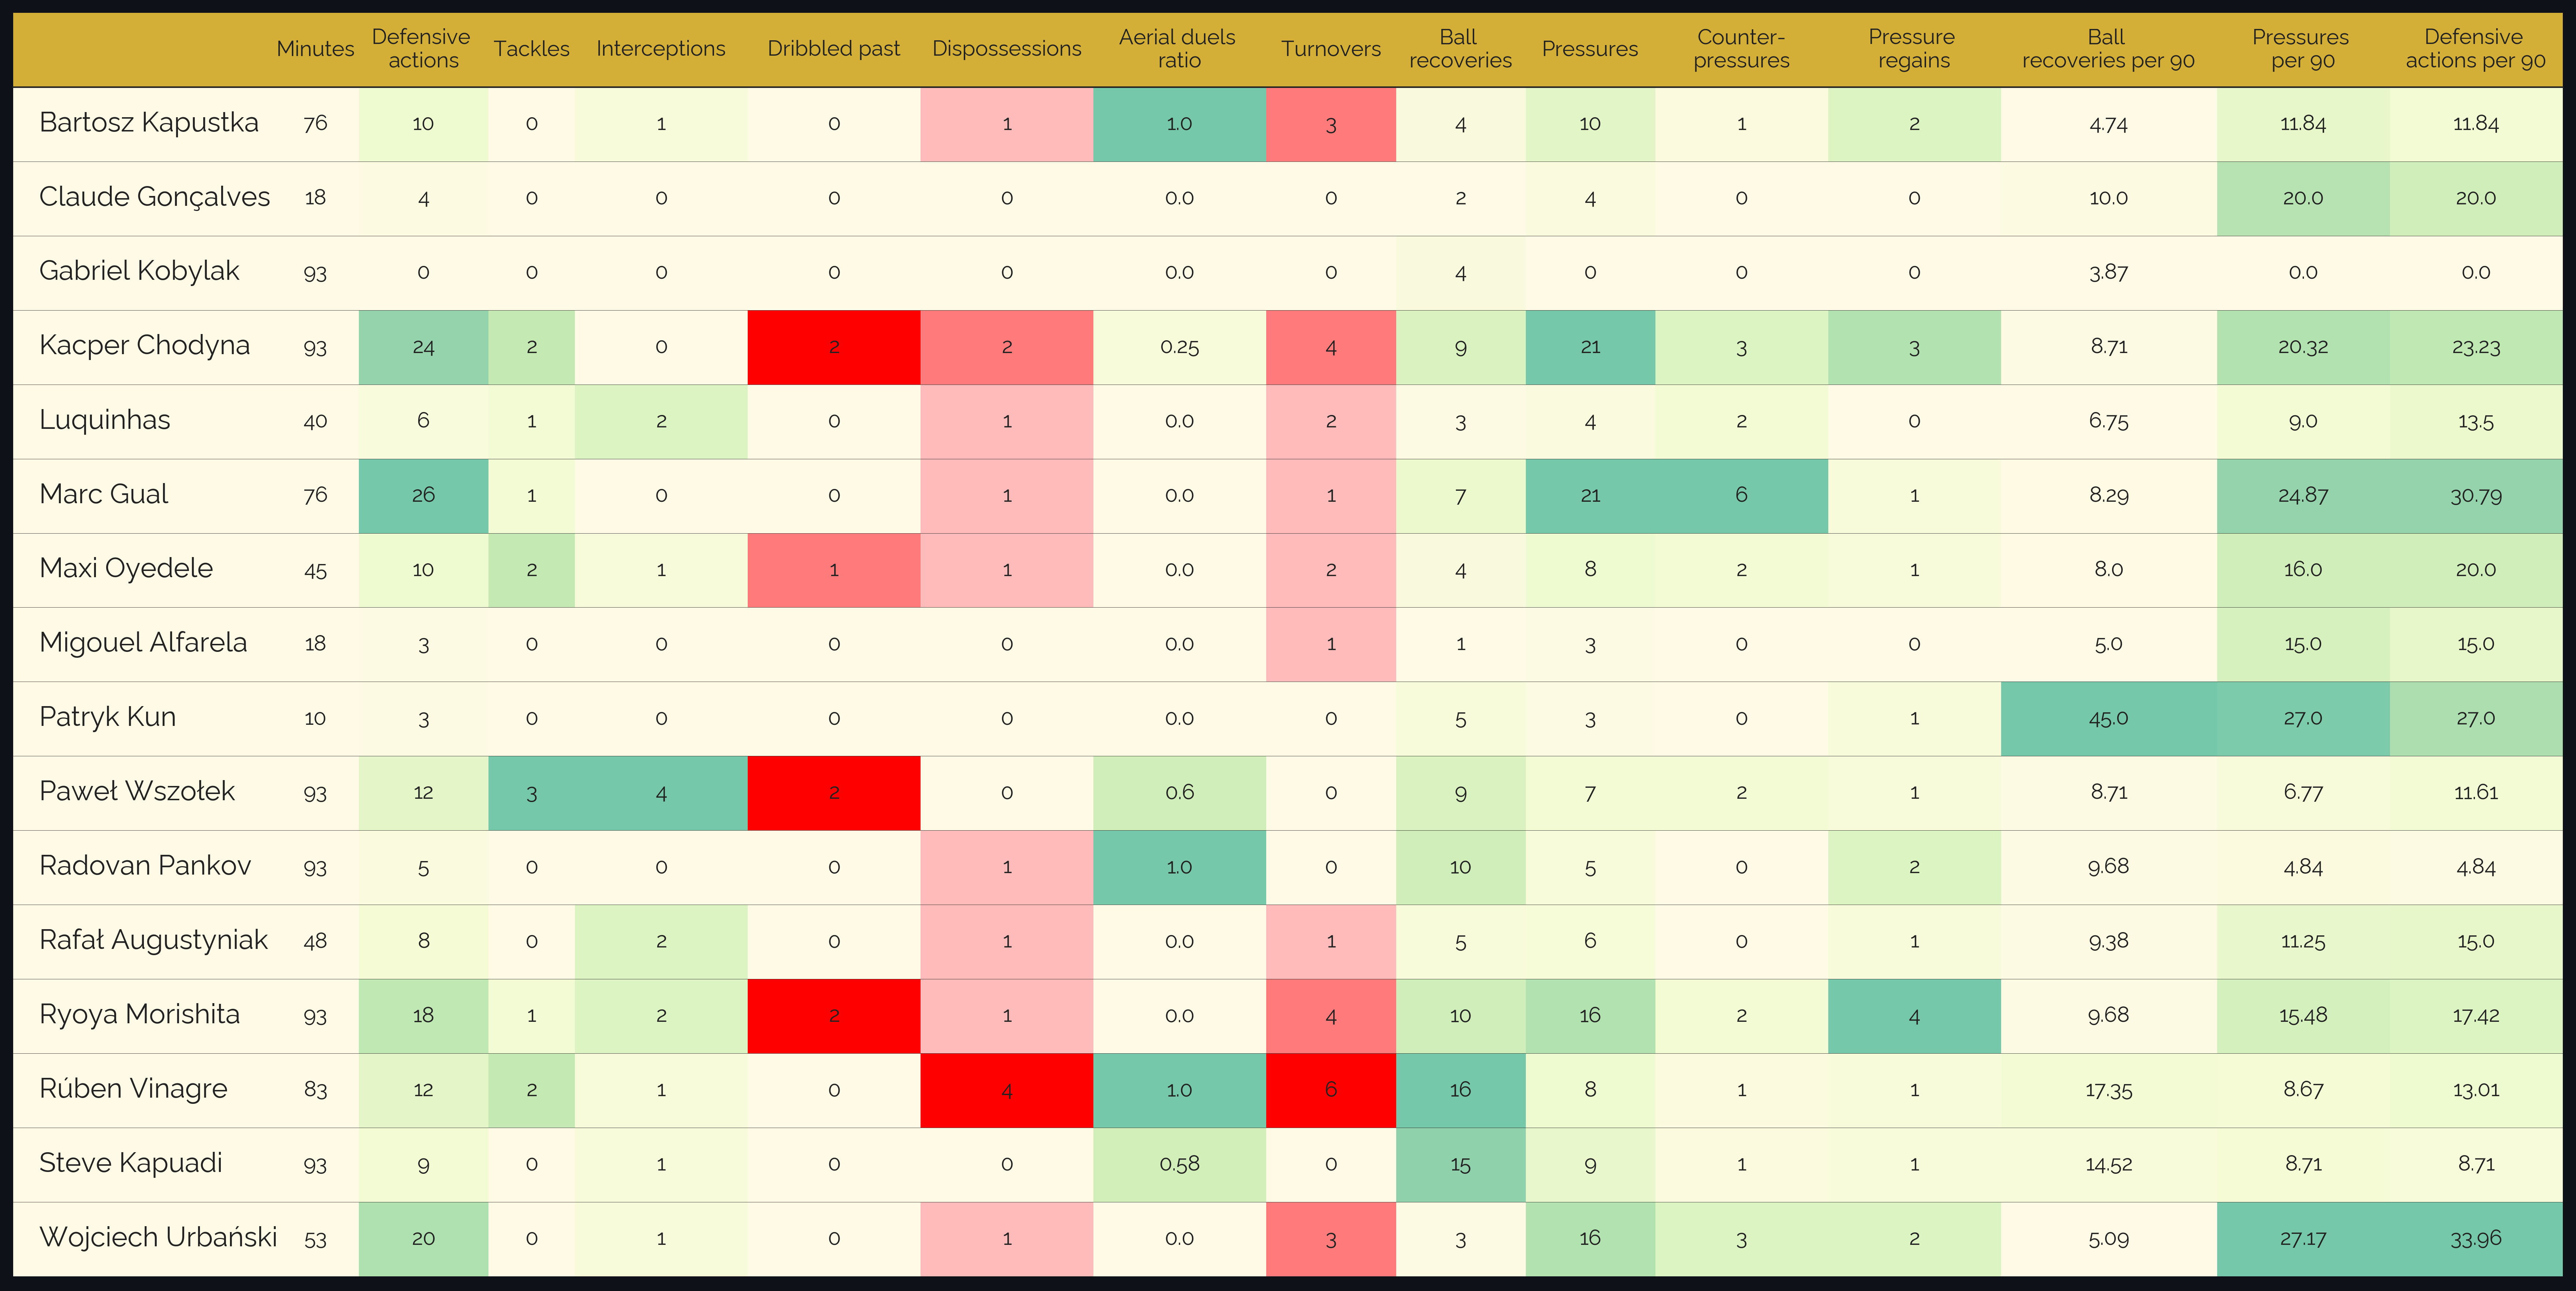 Minutes Defensive actions Tackles Interceptions Dribbled past Dispossessions Aerial duels ratio Turnovers Ball recoveries Pressures Counter-pressures Pressure regains Ball recoveries per 90 Pressures per 90 Defensive actions per 90
Bartosz Kapustka 76 10 0 1 0 1 1.0 3 4 10 1 2 4.74 11.84 11.84
Claude Gonçalves 18 4 0 0 0 0 0.0 0 2 4 0 0 10.0 20.0 20.0
Gabriel Kobylak 93 0 0 0 0 0 0.0 0 4 0 0 0 3.87 0.0 0.0
Kacper Chodyna 93 24 2 0 2 2 0.25 4 9 21 3 3 8.71 20.32 23.23
Luquinhas 40 6 1 2 0 1 0.0 2 3 4 2 0 6.75 9.0 13.5
Marc Gual 76 26 1 0 0 1 0.0 1 7 21 6 1 8.29 24.87 30.79
Maxi Oyedele 45 10 2 1 1 1 0.0 2 4 8 2 1 8.0 16.0 20.0
Migouel Alfarela 18 3 0 0 0 0 0.0 1 1 3 0 0 5.0 15.0 15.0
Patryk Kun 10 3 0 0 0 0 0.0 0 5 3 0 1 45.0 27.0 27.0
Paweł Wszołek 93 12 3 4 2 0 0.6 0 9 7 2 1 8.71 6.77 11.61
Radovan Pankov 93 5 0 0 0 1 1.0 0 10 5 0 2 9.68 4.84 4.84
Rafał Augustyniak 48 8 0 2 0 1 0.0 1 5 6 0 1 9.38 11.25 15.0
Ryoya Morishita 93 18 1 2 2 1 0.0 4 10 16 2 4 9.68 15.48 17.42
Rúben Vinagre 83 12 2 1 0 4 1.0 6 16 8 1 1 17.35 8.67 13.01
Steve Kapuadi 93 9 0 1 0 0 0.58 0 15 9 1 1 14.52 8.71 8.71
Wojciech Urbański 53 20 0 1 0 1 0.0 3 3 16 3 2 5.09 27.17 33.96